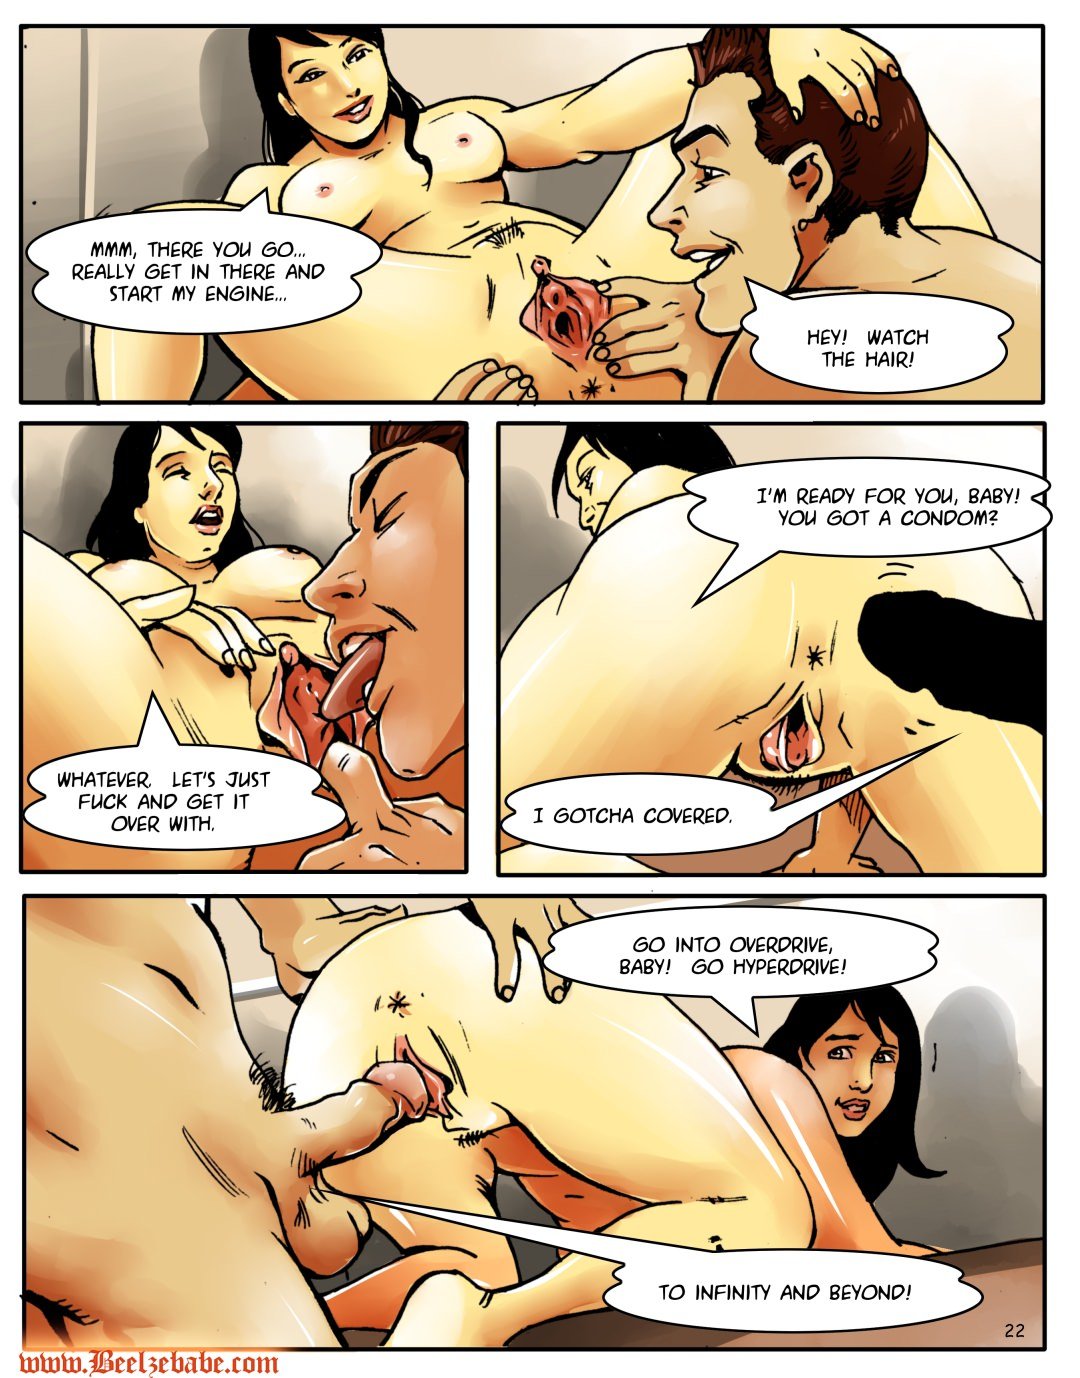 MMM, THERE YOU GO...
REALLY GET IN THERE AND
START MY ENGINE...
HEY! WATCH
THE HAIR!
WHATEVER. LET'S JUST
FUCK AND GET IT
OVER WITH.
I'M READY FOR YOU, BABY!
YOU GOT A CONDOM?
I GOTCHA COVERED.
GO INTO OVERDRIVE,
BABY! GO HYPERDRIVE!
TO INFINITY AND BEYOND!
22
www.Beelzebabe.com